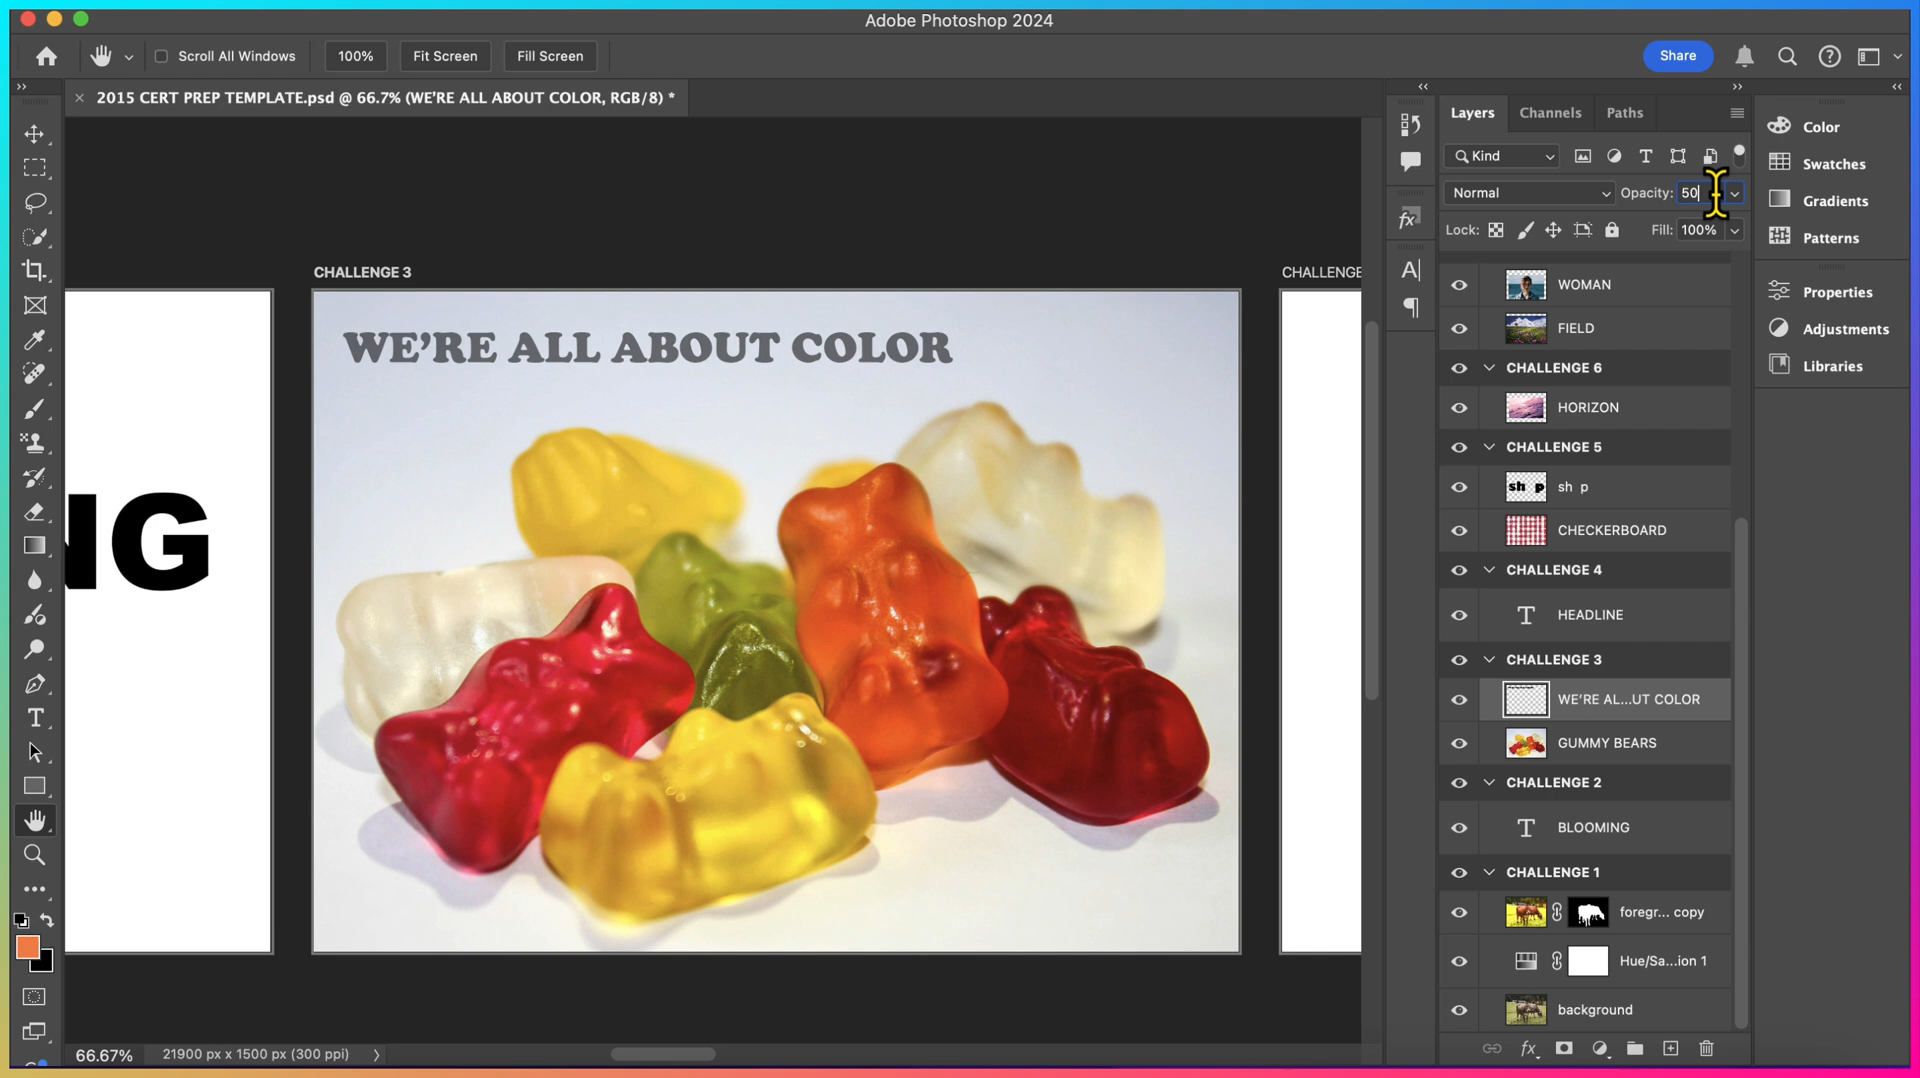 Adobe Photoshop 2024
Scroll All Windows
100%
Fit Screen
Fill Screen
Share
2015 CERT PREP TEMPLATE.psd @ 66.7% (WE'RE ALL ABOUT COLOR, RGB/8) *
Layers
Channels
Paths
Kind
Normal
Opacity: 50
Lock:
Fill: 100%
Color
Swatches
Gradients
Patterns
Properties
Adjustments
Libraries
CHALLENGE 3
CHALLENGE
WE’RE ALL ABOUT COLOR
NG
WOMAN
FIELD
CHALLENGE 6
HORIZON
CHALLENGE 5
sh p
sh p
CHECKERBOARD
CHALLENGE 4
HEADLINE
CHALLENGE 3
WE’RE AL...UT COLOR
GUMMY BEARS
CHALLENGE 2
BLOOMING
CHALLENGE 1
foregr... copy
Hue/Sa...ion 1
background
66.67%
21900 px x 1500 px (300 ppi)